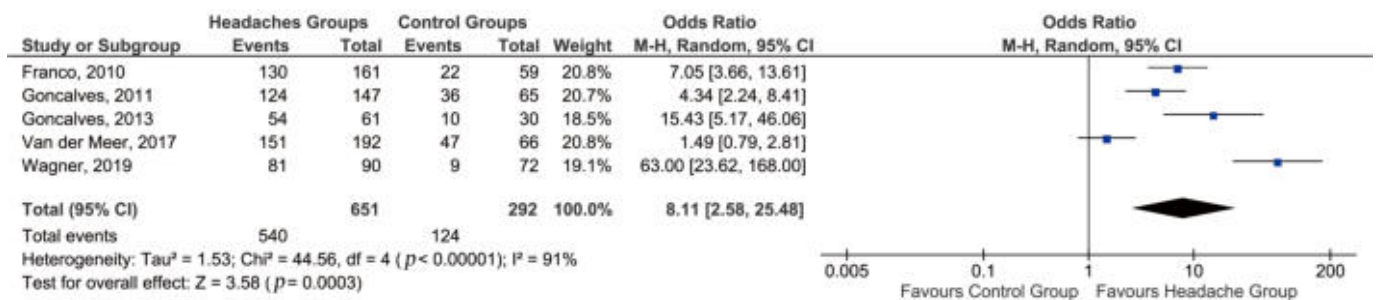 Headaches Groups Control Groups Odds Ratio Odds Ratio
Study or Subgroup Events Total Events Total Weight M-H, Random, 95% CI M-H, Random, 95% CI
Franco, 2010 130 161 22 59 20.8% 7.05 [3.66, 13.61]
Goncalves, 2011 124 147 36 65 20.7% 4.34 [2.24, 8.41]
Goncalves, 2013 54 61 10 30 18.5% 15.43 [5.17, 46.06]
Van der Meer, 2017 151 192 47 66 20.8% 1.49 [0.79, 2.81]
Wagner, 2019 81 90 9 72 19.1% 63.00 [23.62, 168.00]
Total (95% CI) 651 292 100.0% 8.11 [2.58, 25.48]
Total events 540 124
Heterogeneity: Tau² = 1.53; Chi² = 44.56, df = 4 (p< 0.00001); I² = 91%
Test for overall effect: Z = 3.58 (p= 0.0003)
0.005 0.1 1 10 200
Favours Control Group Favours Headache Group